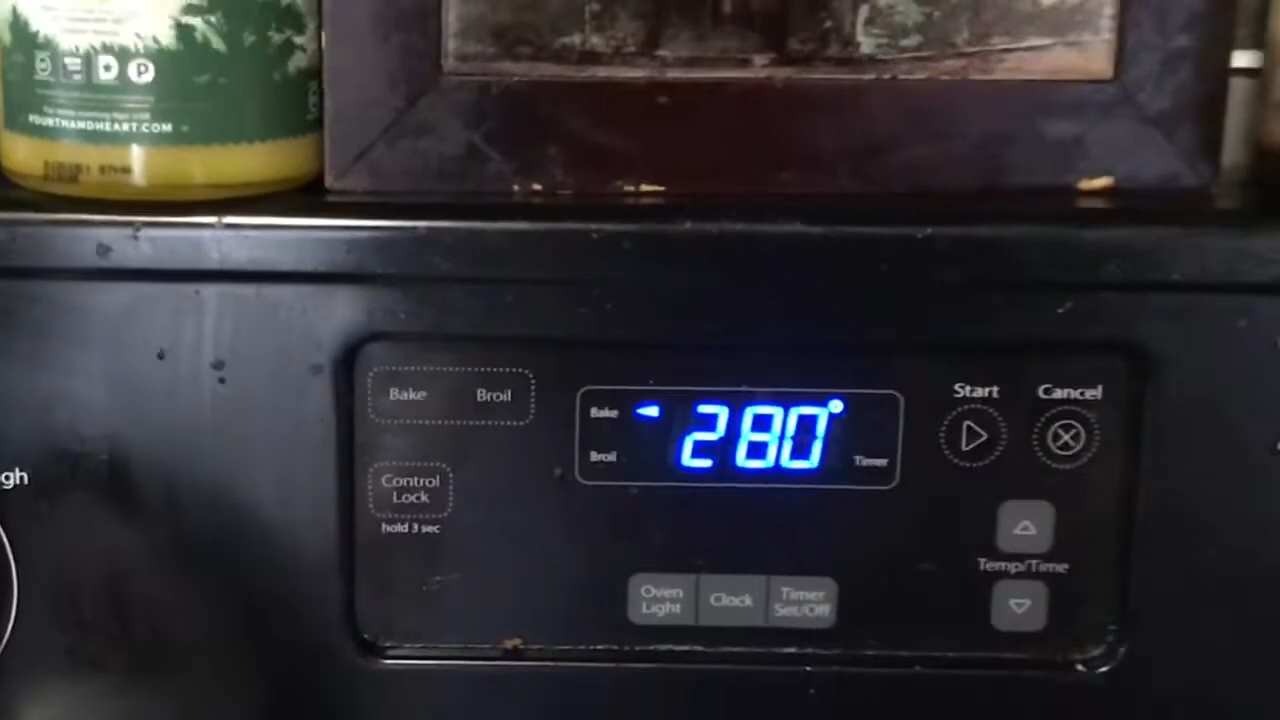 P
FOURTHANDHEART.COM
gh
Bake Broil
Control
Lock
hold 3 sec
Bake
280°
Broil
Timer
Start
Cancel
Temp/Time
Oven
Light
Clock
Timer
Set/Off